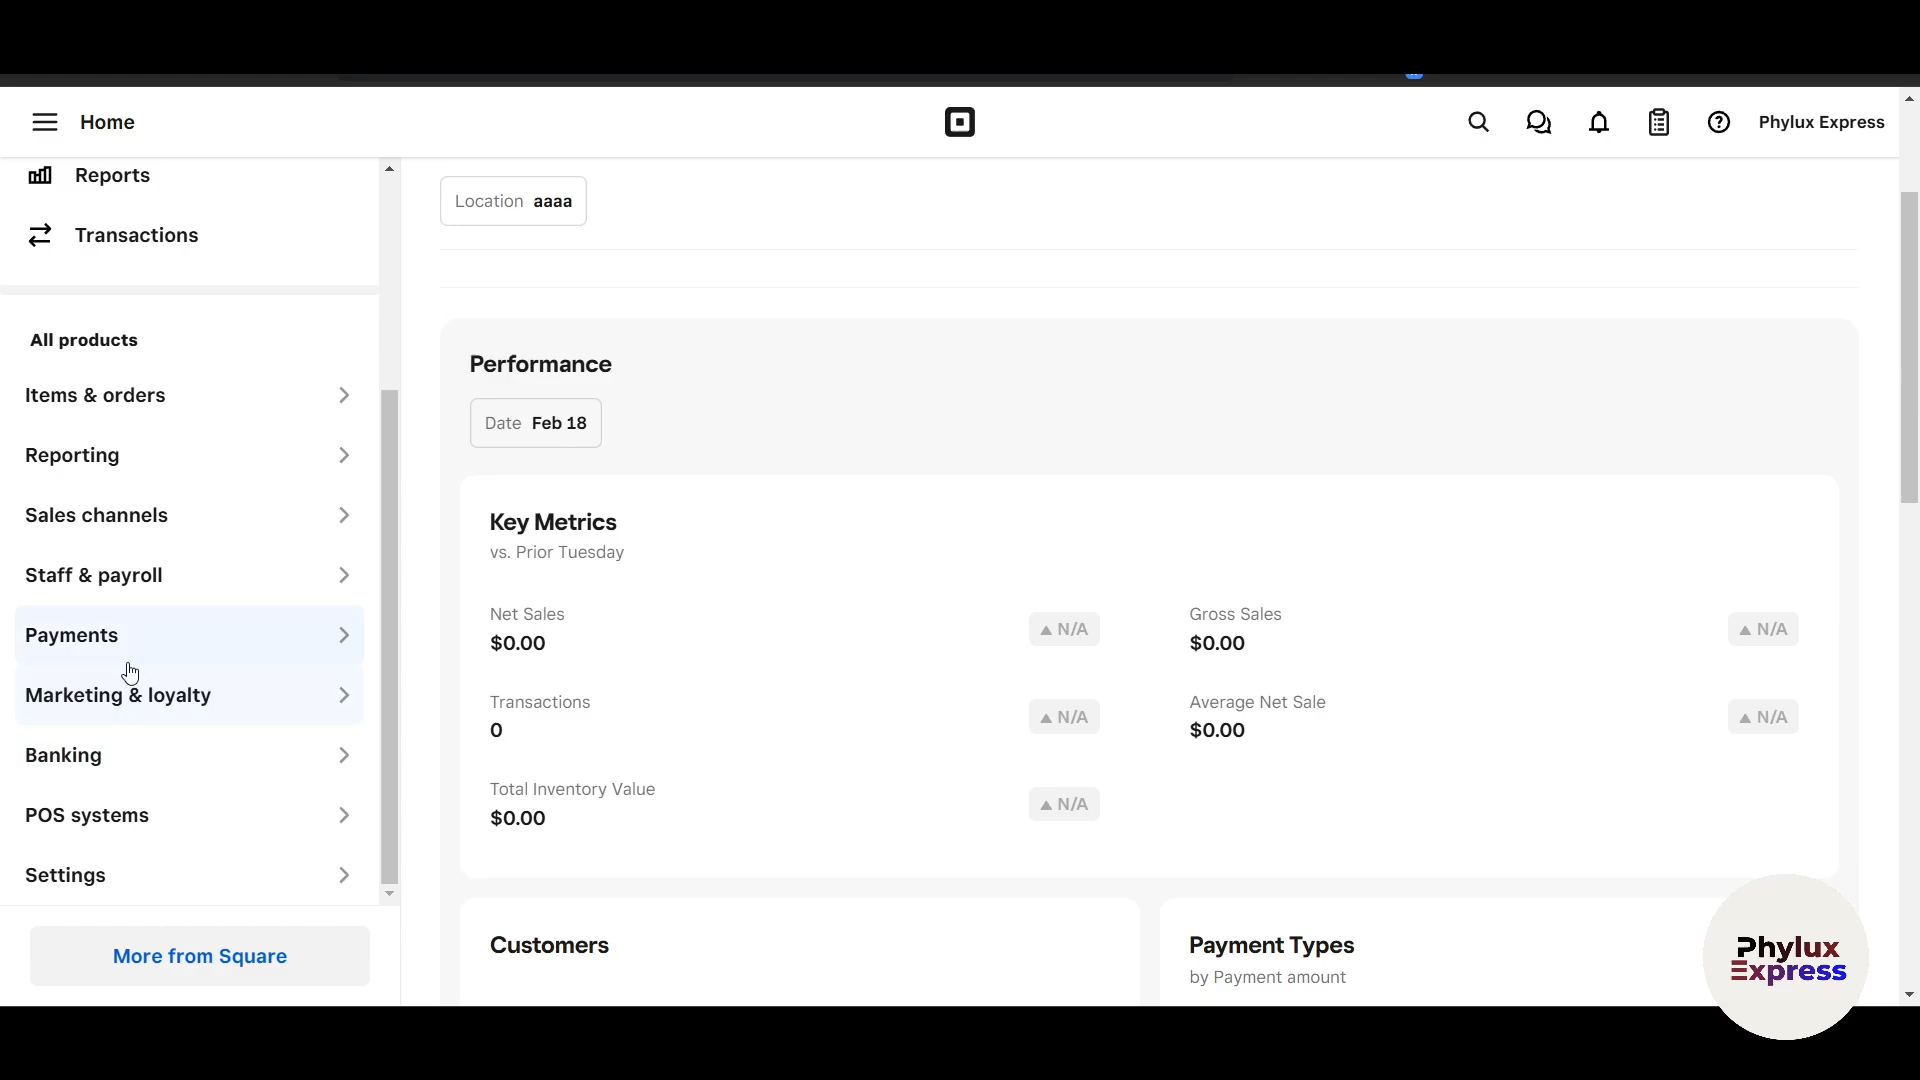 Home
Phylux Express
Reports
Transactions
All products
Items & orders
Reporting
Sales channels
Staff & payroll
Payments
Marketing & loyalty
Banking
POS systems
Settings
More from Square
Location aaaa
Performance
Date Feb 18
Key Metrics
vs. Prior Tuesday
Net Sales
$0.00
N/A
Gross Sales
$0.00
N/A
Transactions
0
N/A
Average Net Sale
$0.00
N/A
Total Inventory Value
$0.00
N/A
Customers
Payment Types
by Payment amount
Phylux
Express